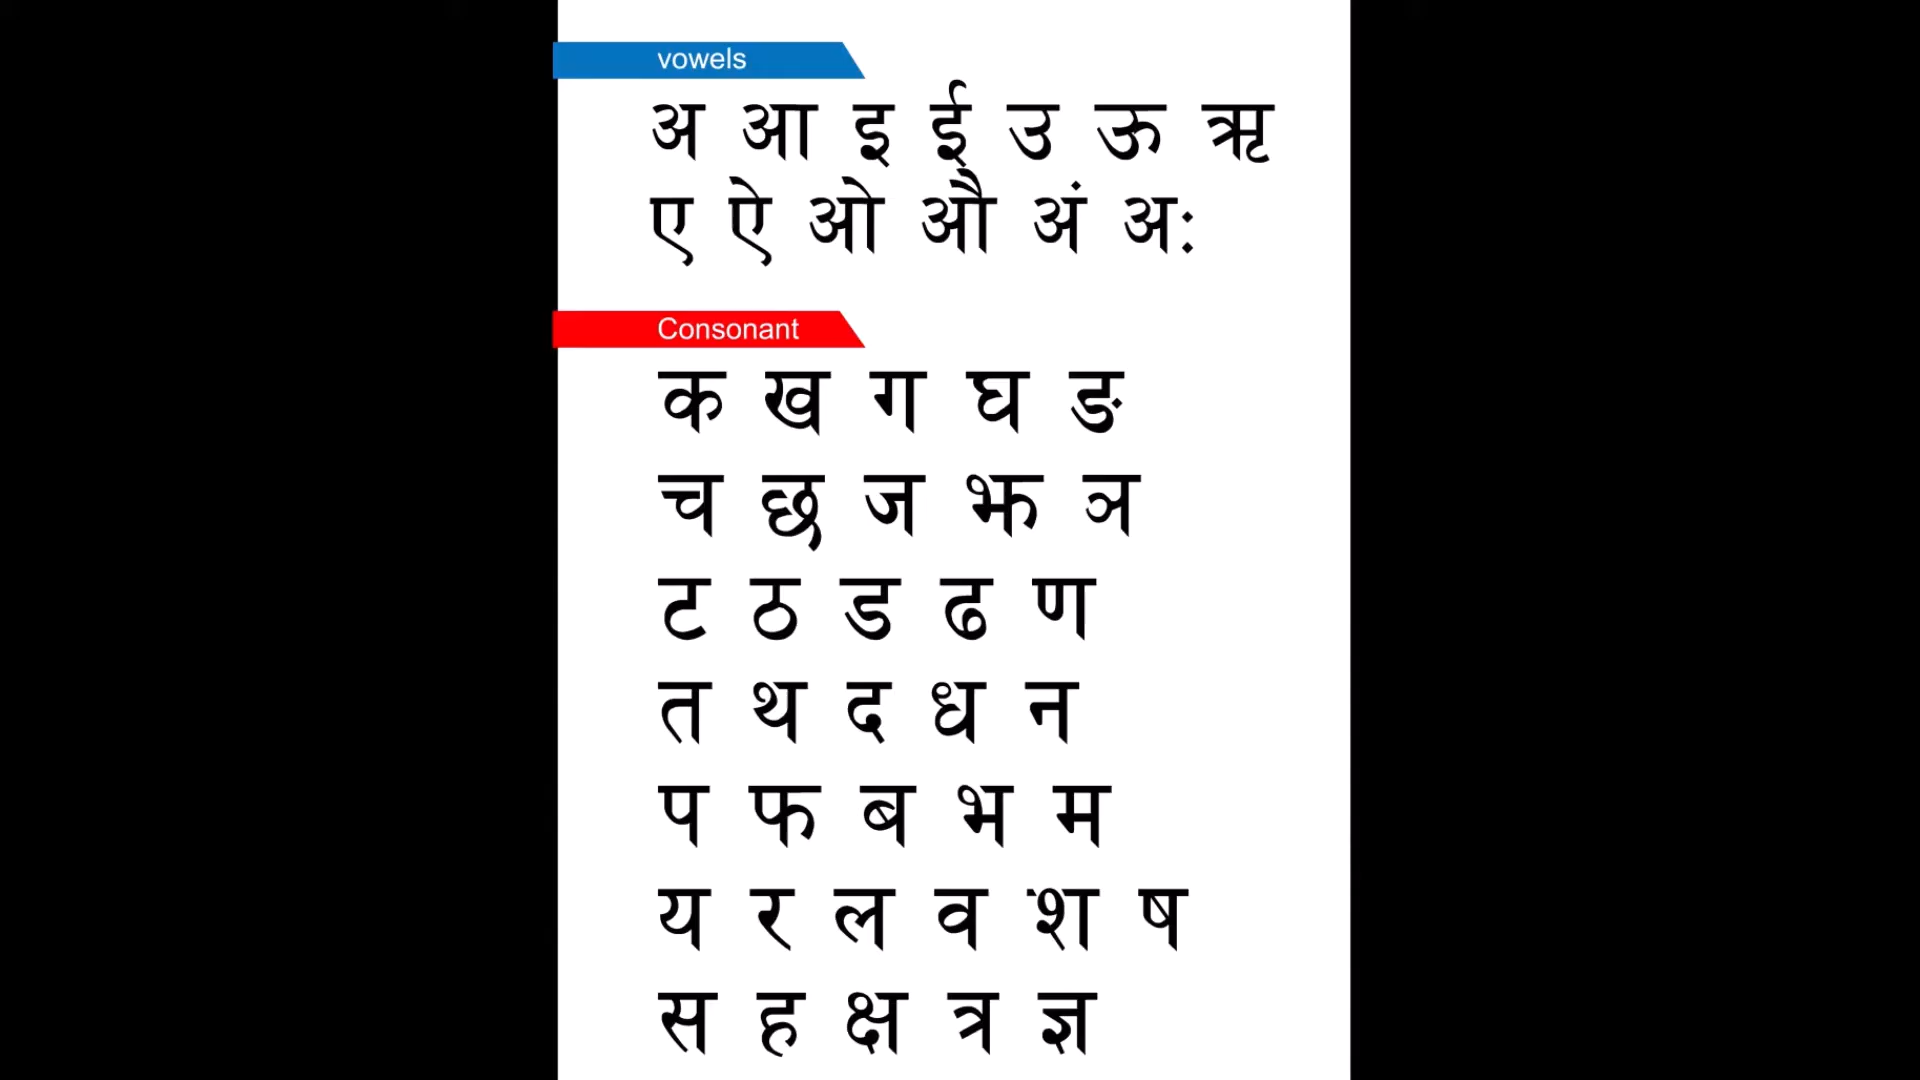 vowels
अ आ इ ई उ ऊ ऋ
ए ऐ ओ औ अं अः
Consonant
क ख ग घ ङ
च छ ज झ ञ
ट ठ ड ढ ण
त थ द ध न
प फ ब भ म
य र ल व श ष
स ह क्ष त्र ज्ञ